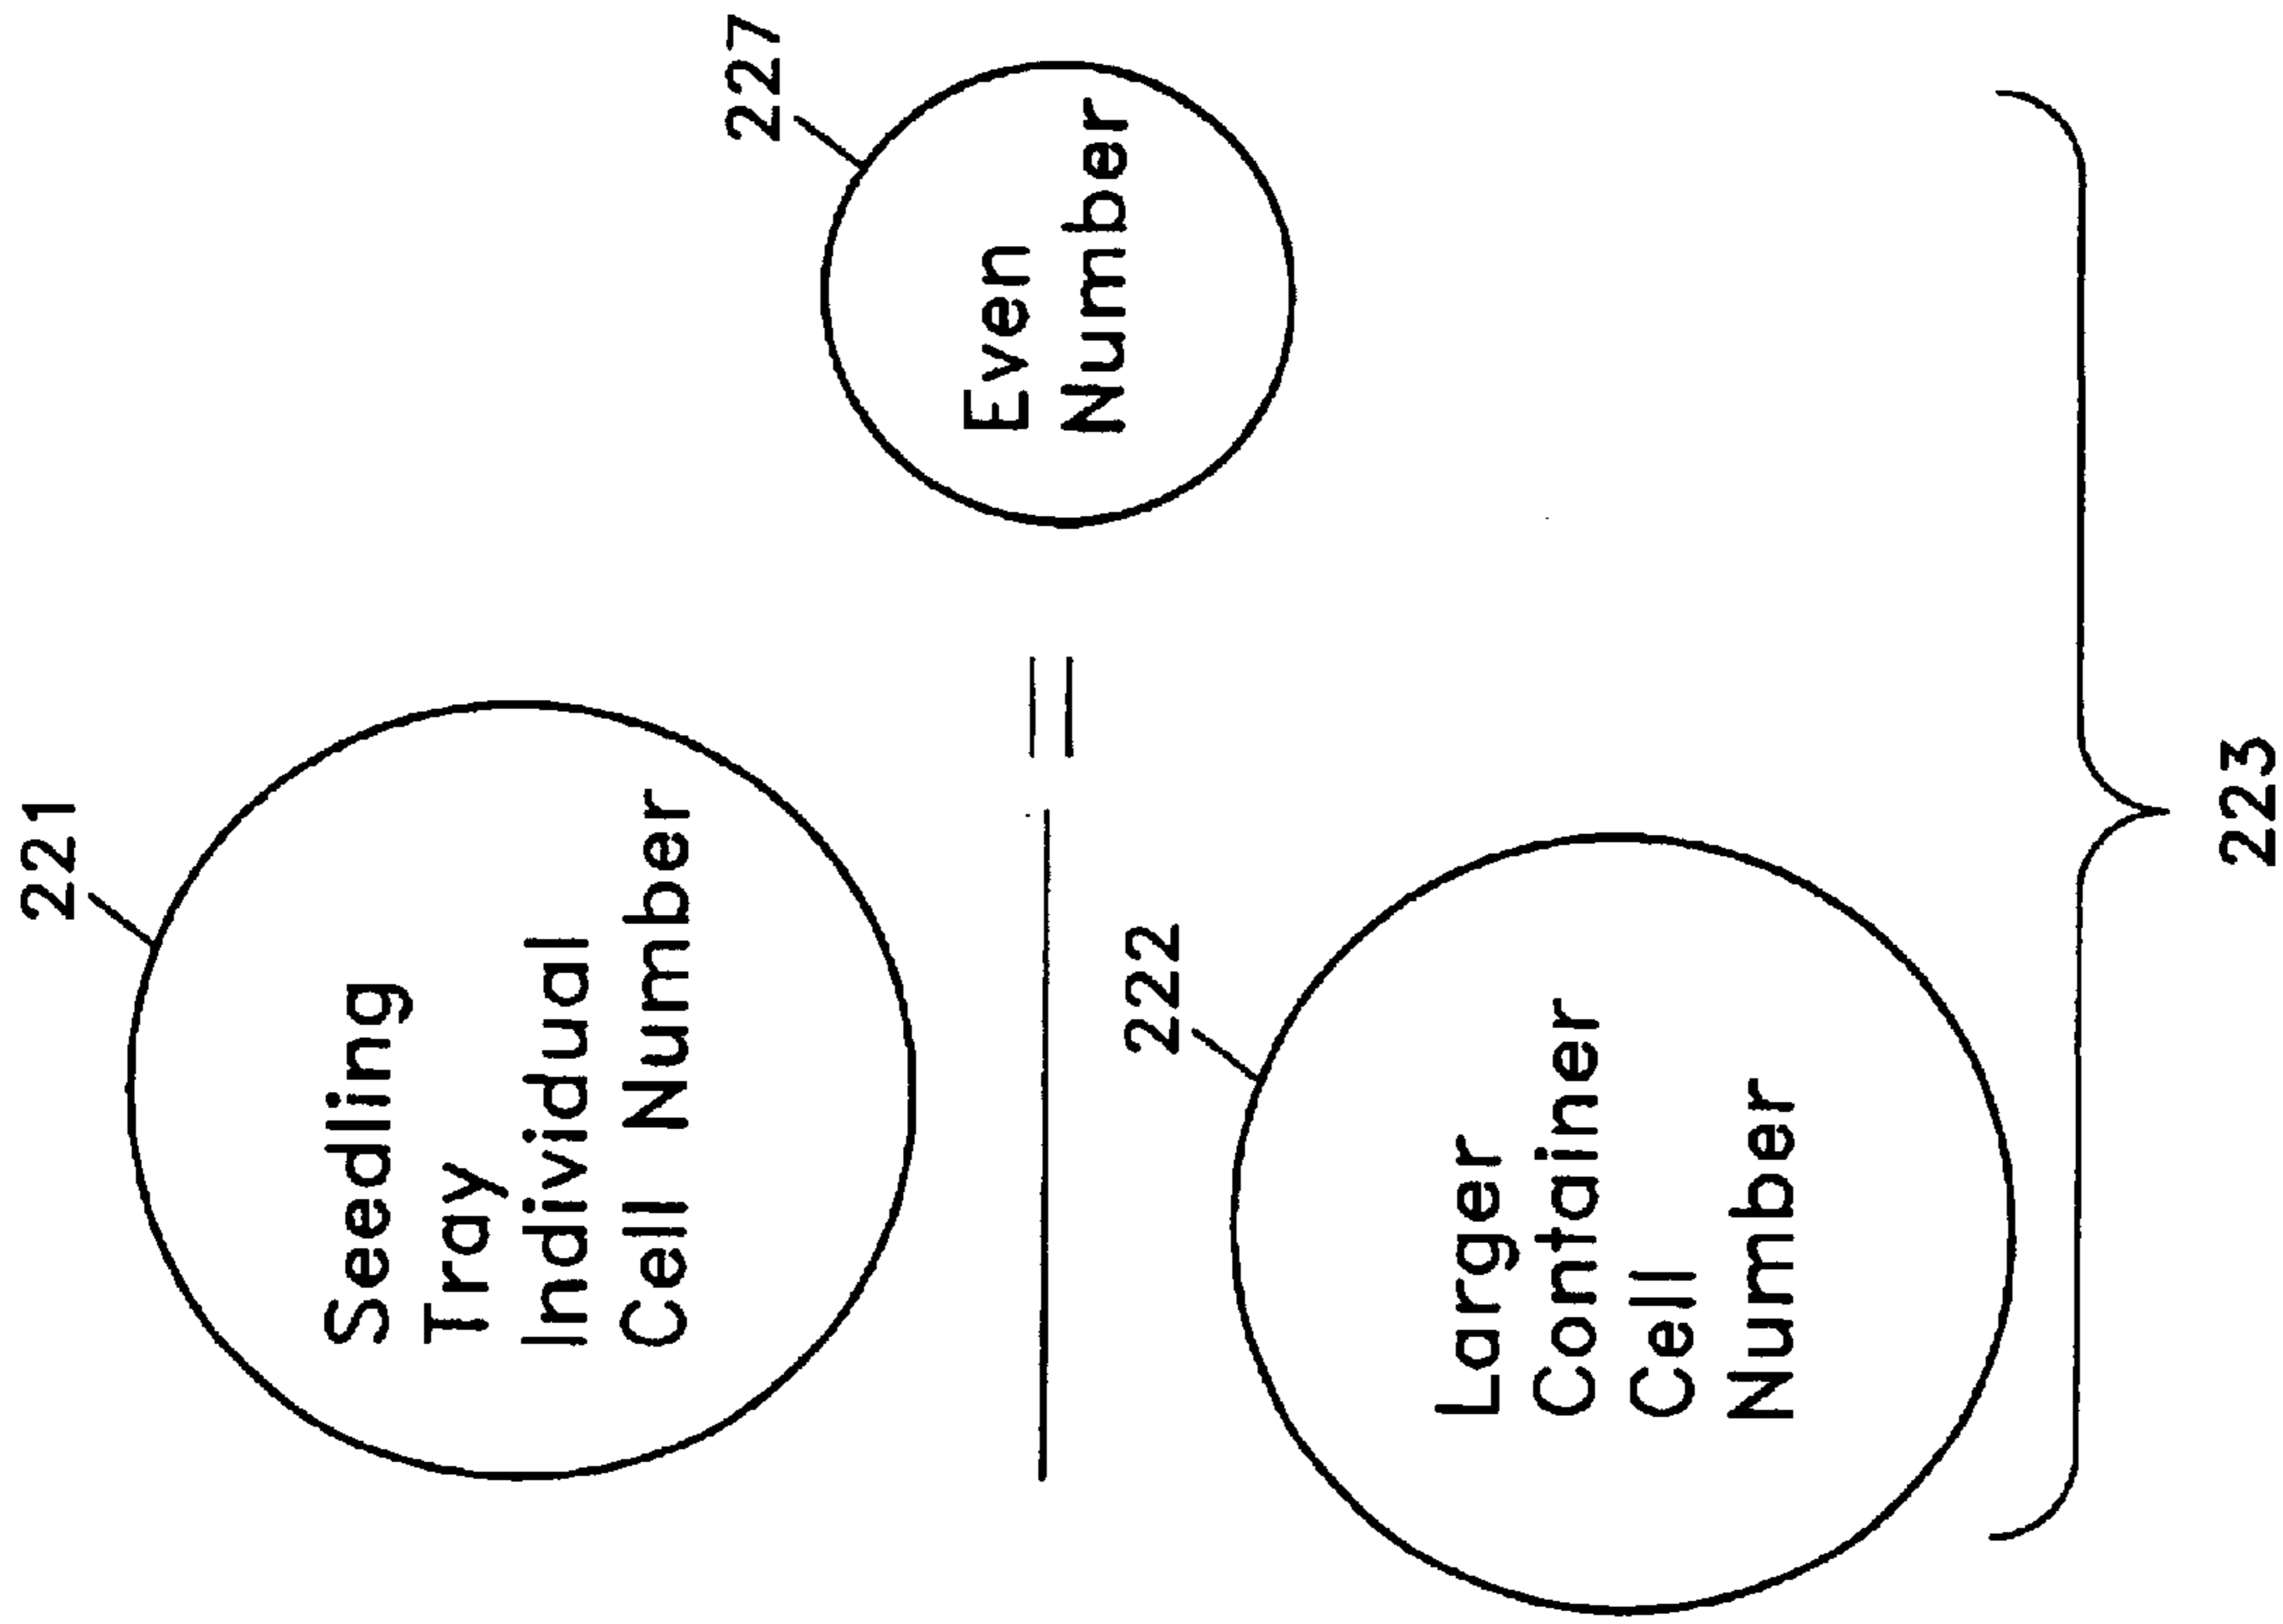 221
Seedling
Tray
Individual
Cell Number
227
Even
Number
222
Larger
Container
Cell
Number
223